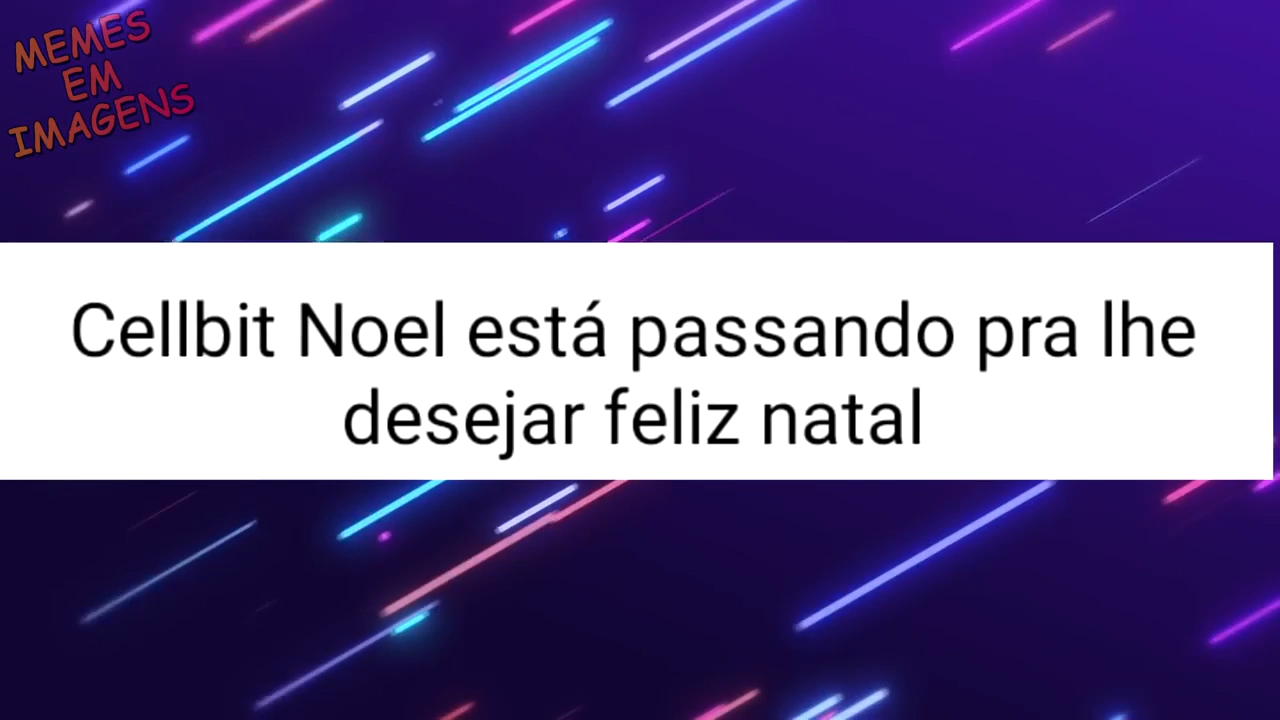 MEMES
EM
IMAGENS
Cellbit Noel está passando pra lhe
desejar feliz natal